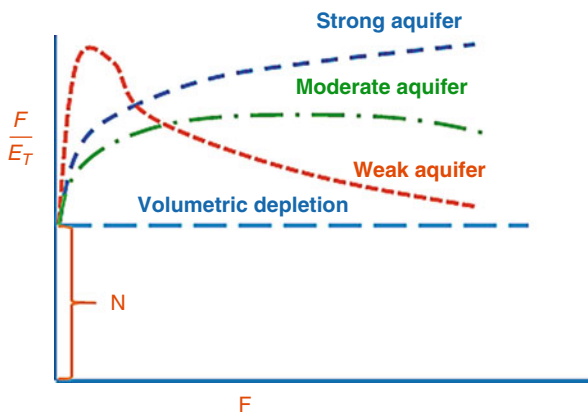 Strong aquifer
Moderate aquifer
F
E_T
Weak aquifer
Volumetric depletion
N
F